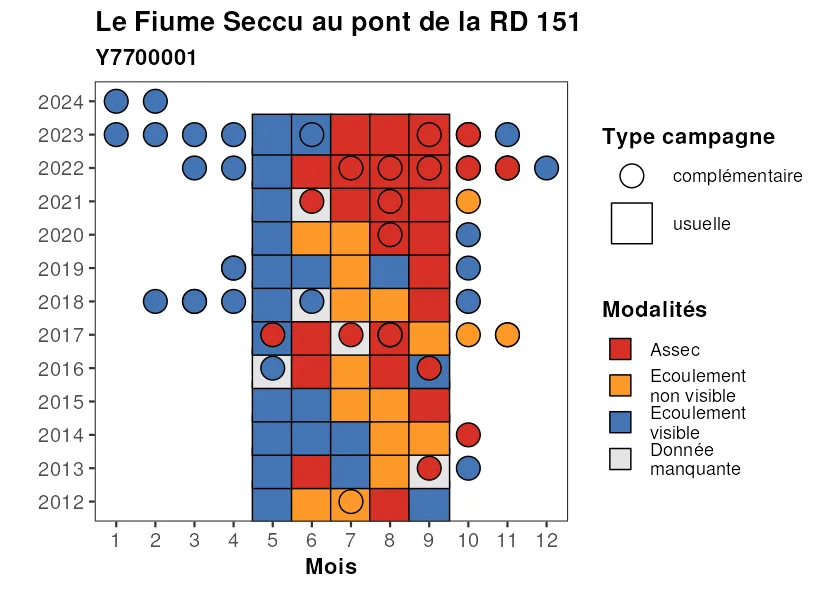 Le Fiume Seccu au pont de la RD 151
Y7700001
2024
2023
2022
2021
2020
2019
2018
2017
2016
2015
2014
2013
2012
1 2 3 4 5 6 7 8 9 10 11 12
Mois
Type campagne
complémentaire
usuelle
Modalités
Assec
Ecoulement
non visible
Ecoulement
visible
Donnée
manquante